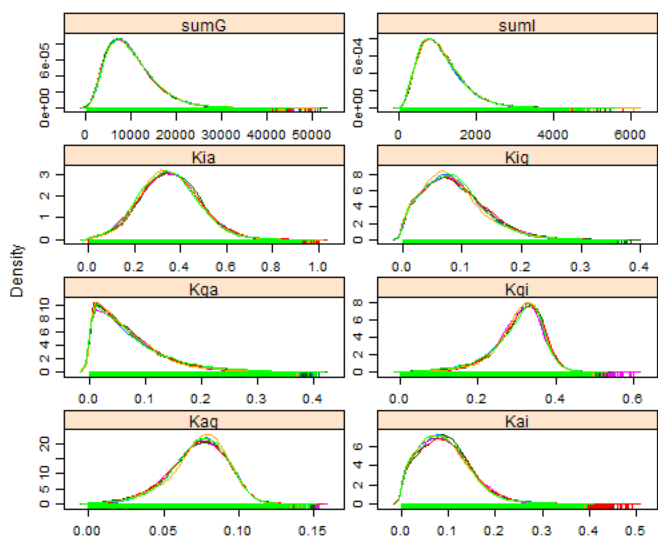 sumG
0e+00 6e-05
0 10000 20000 30000 40000 50000
sumI
0e+00 6e-04
0 2000 4000 6000
Kia
0 1 2 3
0.0 0.2 0.4 0.6 0.8 1.0
Kig
0 2 4 6 8
0.0 0.1 0.2 0.3 0.4
Density
Kga
0 2 4 6 8 10
0.0 0.1 0.2 0.3 0.4
Kgi
0 2 4 6 8
0.0 0.2 0.4 0.6
Kag
0 5 10 20
0.00 0.05 0.10 0.15
Kai
0 2 4 6
0.0 0.1 0.2 0.3 0.4 0.5